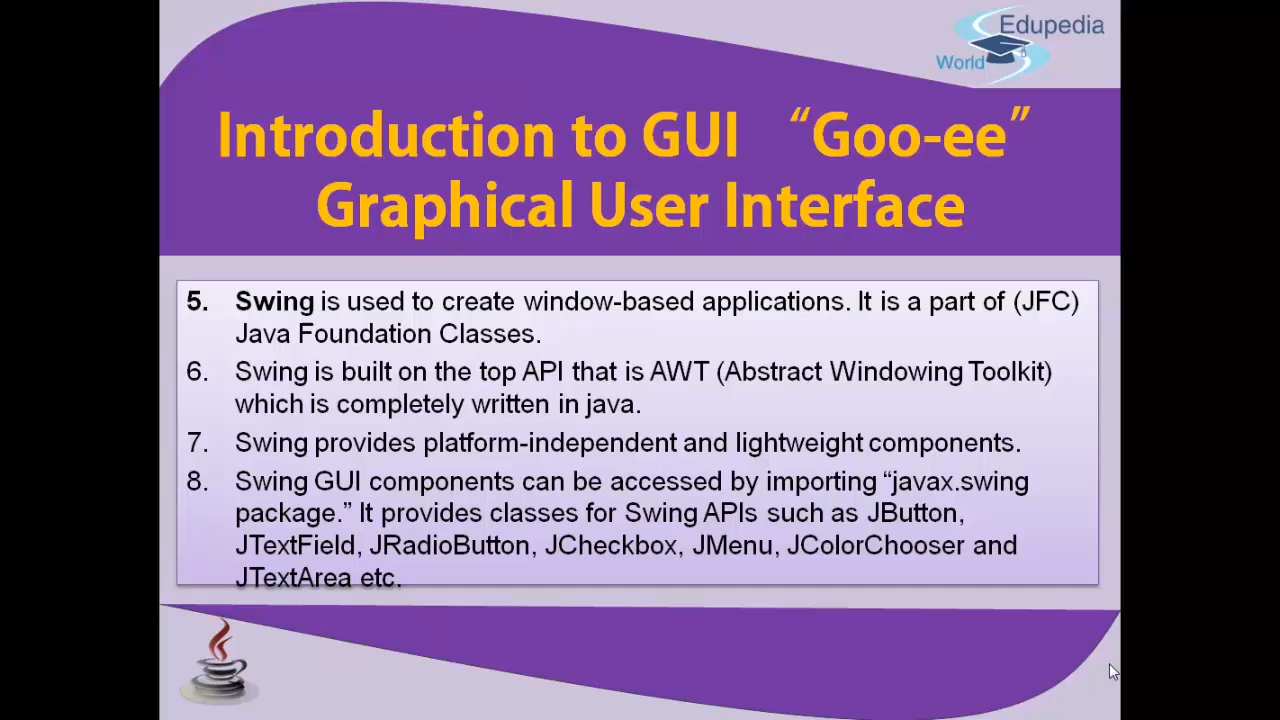 Edupedia
World
Introduction to GUI “Goo-ee”
Graphical User Interface
5. Swing is used to create window-based applications. It is a part of (JFC)
Java Foundation Classes.
6. Swing is built on the top API that is AWT (Abstract Windowing Toolkit)
which is completely written in java.
7. Swing provides platform-independent and lightweight components.
8. Swing GUI components can be accessed by importing “javax.swing
package.” It provides classes for Swing APIs such as JButton,
JTextField, JRadioButton, JCheckbox, JMenu, JColorChooser and
JTextArea etc.